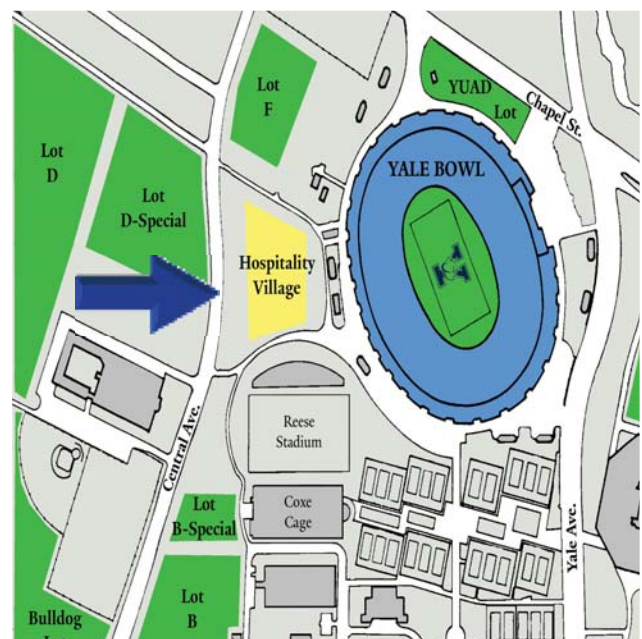 Lot
F
YUAD
Lot
Chapel St.
Lot
D
Lot
D-Special
YALE BOWL
Hospitality
Village
Y
Reese
Stadium
Central Ave.
Lot
B-Special
Coxe
Cage
Yale Ave.
Lot
B
Bulldog